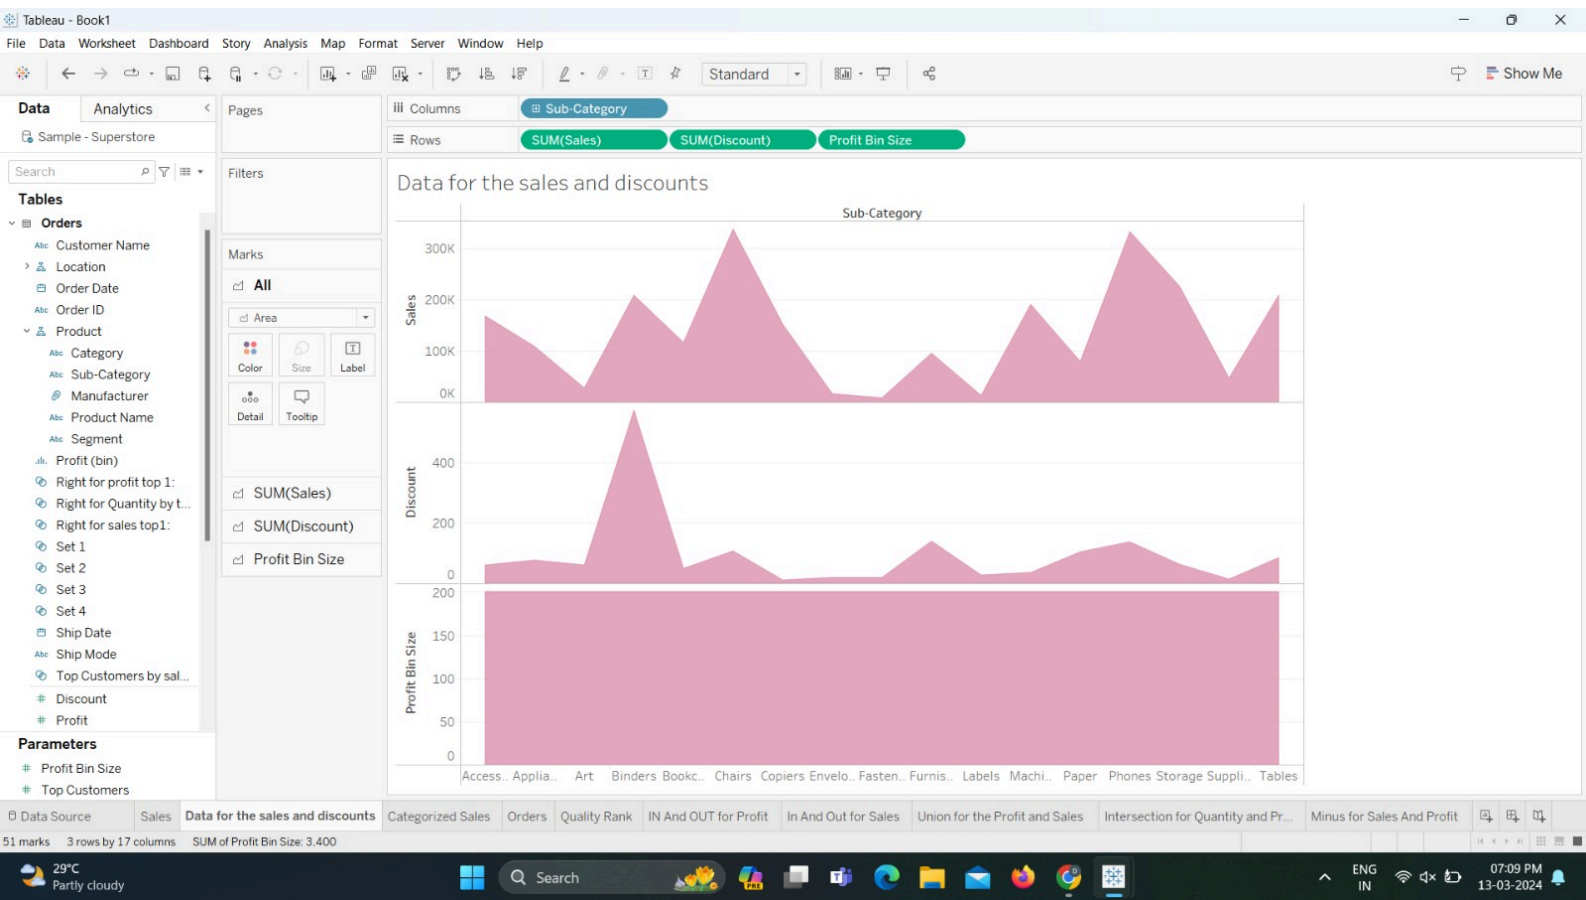 Tableau - Book1
File Data Worksheet Dashboard Story Analysis Map Format Server Window Help
Standard
Show Me
Data Analytics
Sample - Superstore
Search
Tables
Orders
Abc Customer Name
Location
Order Date
Abc Order ID
Product
Abc Category
Abc Sub-Category
Manufacturer
Abc Product Name
Abc Segment
Profit (bin)
Right for profit top 1:
Right for Quantity by t...
Right for sales top1:
Set 1
Set 2
Set 3
Set 4
Ship Date
Abc Ship Mode
Top Customers by sal...
# Discount
# Profit
Parameters
# Profit Bin Size
# Top Customers
Pages
Filters
Marks
All
Area
Color Size Label
Detail Tooltip
SUM(Sales)
SUM(Discount)
Profit Bin Size
Columns Sub-Category
Rows SUM(Sales) SUM(Discount) Profit Bin Size
Data for the sales and discounts
Sub-Category
Sales
300K
200K
100K
0K
Discount
400
200
0
Profit Bin Size
200
150
100
50
0
Access.. Applia.. Art Binders Bookc.. Chairs Copiers Envelo.. Fasten.. Furnis.. Labels Machi.. Paper Phones Storage Suppli.. Tables
Data Source Sales Data for the sales and discounts Categorized Sales Orders Quality Rank IN And OUT for Profit In And Out for Sales Union for the Profit and Sales Intersection for Quantity and Pr... Minus for Sales And Profit
51 marks 3 rows by 17 columns SUM of Profit Bin Size: 3.400
29°C
Partly cloudy
Search
PRE
ENG
IN
07:09 PM
13-03-2024